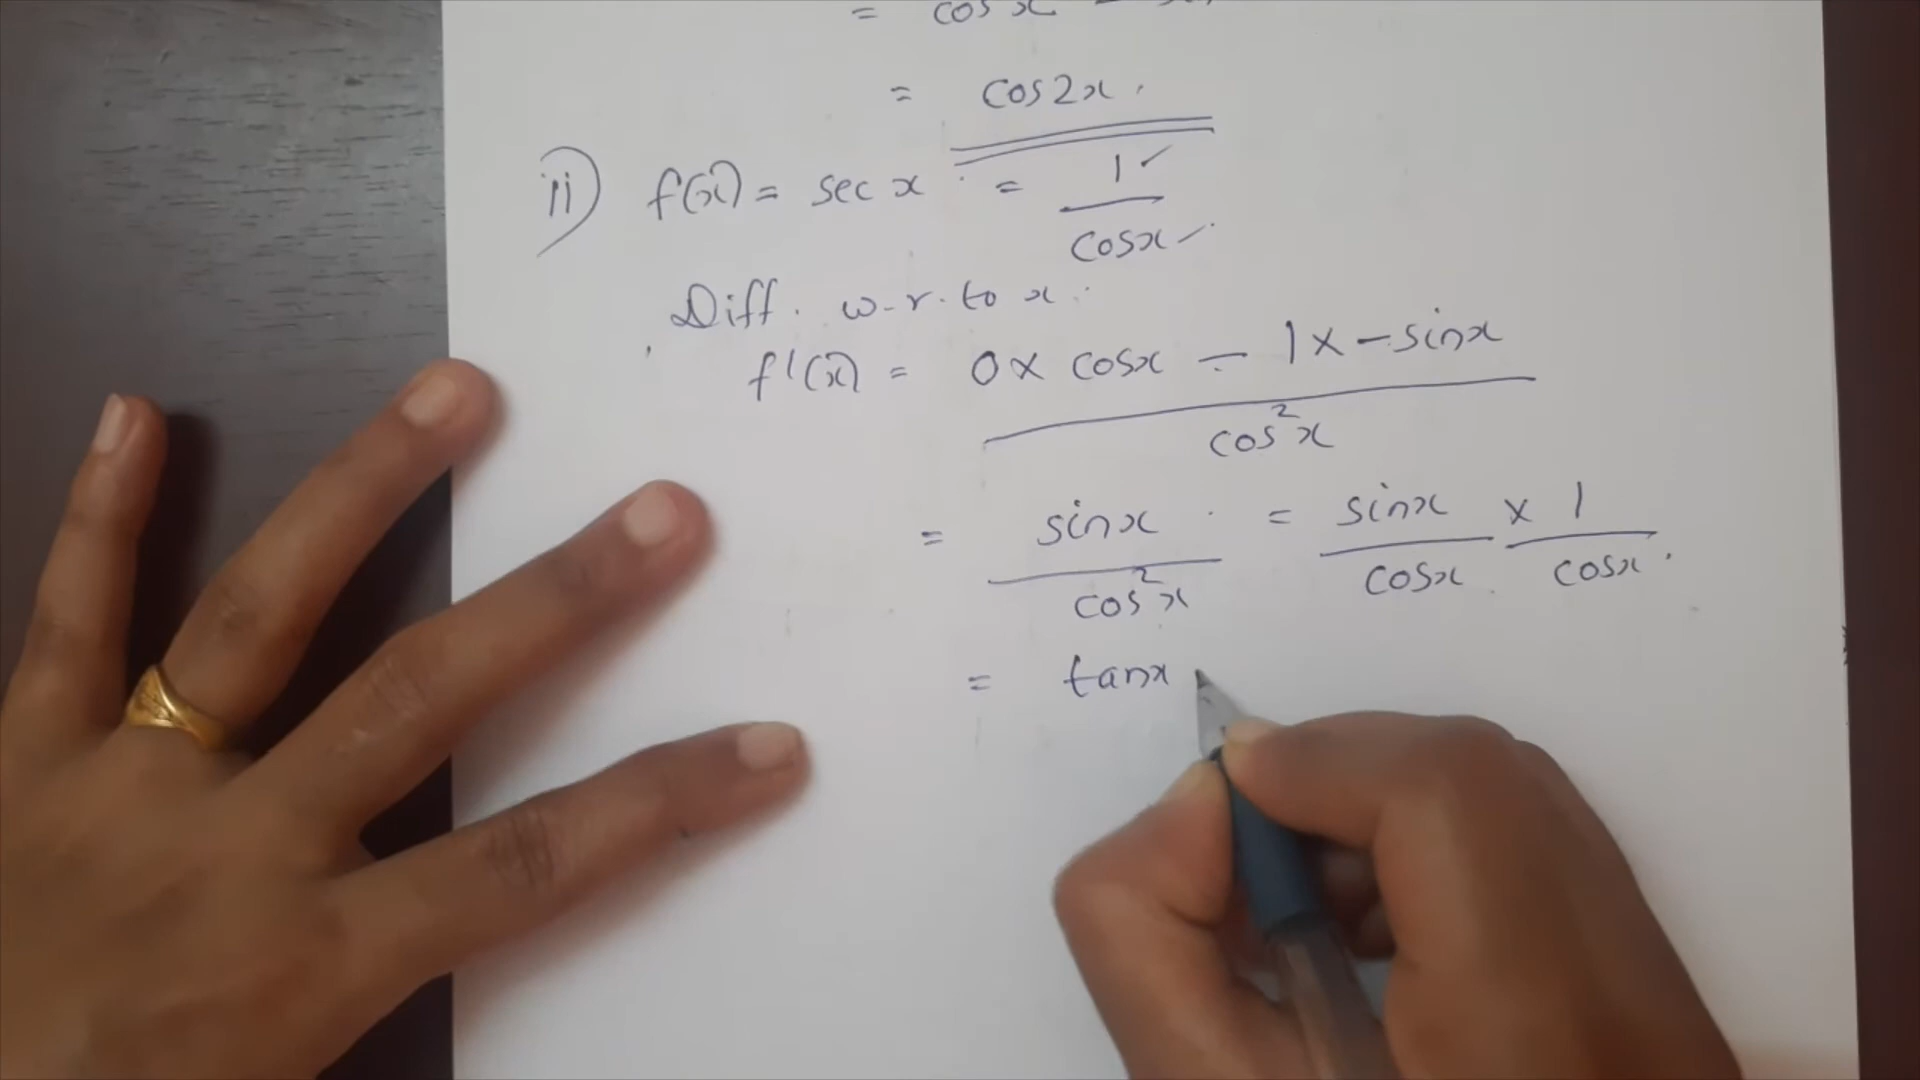 = cos x
= cos2x.
ii) f(x) = sec x = 1 / cosx
Diff. w.r.to x.
f'(x) = 0 x cosx - 1 x - sinx / cos²x
= sinx / cos²x = sinx / cosx x 1 / cosx.
= tanx